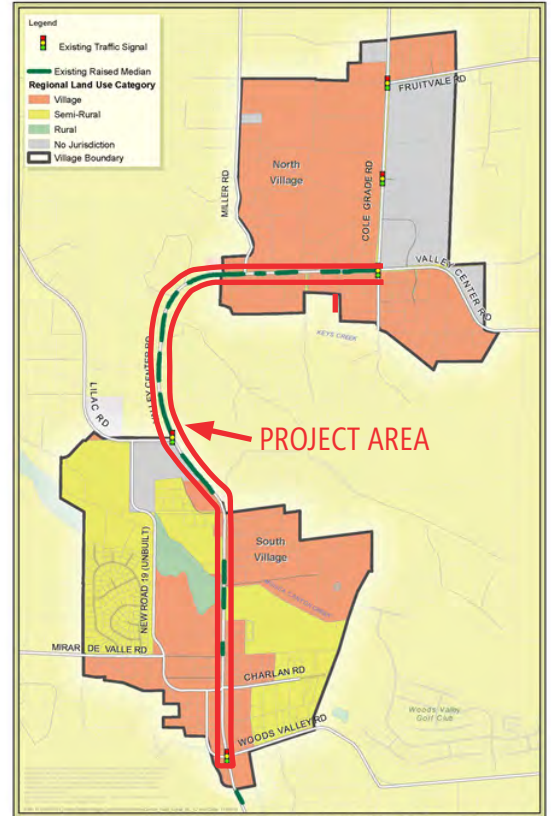 Legend
Existing Traffic Signal
Existing Raised Median
Regional Land Use Category
Village
Semi-Rural
Rural
No Jurisdiction
Village Boundary
FRUITVALE RD
North
Village
MILLER RD
COLE GRADE RD
VALLEY CENTER RD
KEYS CREEK
VALLEY CENTER RD
LILAC RD
PROJECT AREA
NEW ROAD 19 (UNBUILT)
South
Village
MIRAR DE VALLE RD
CHARLAN RD
WOODS VALLEY RD
Woods Valley
Golf Club